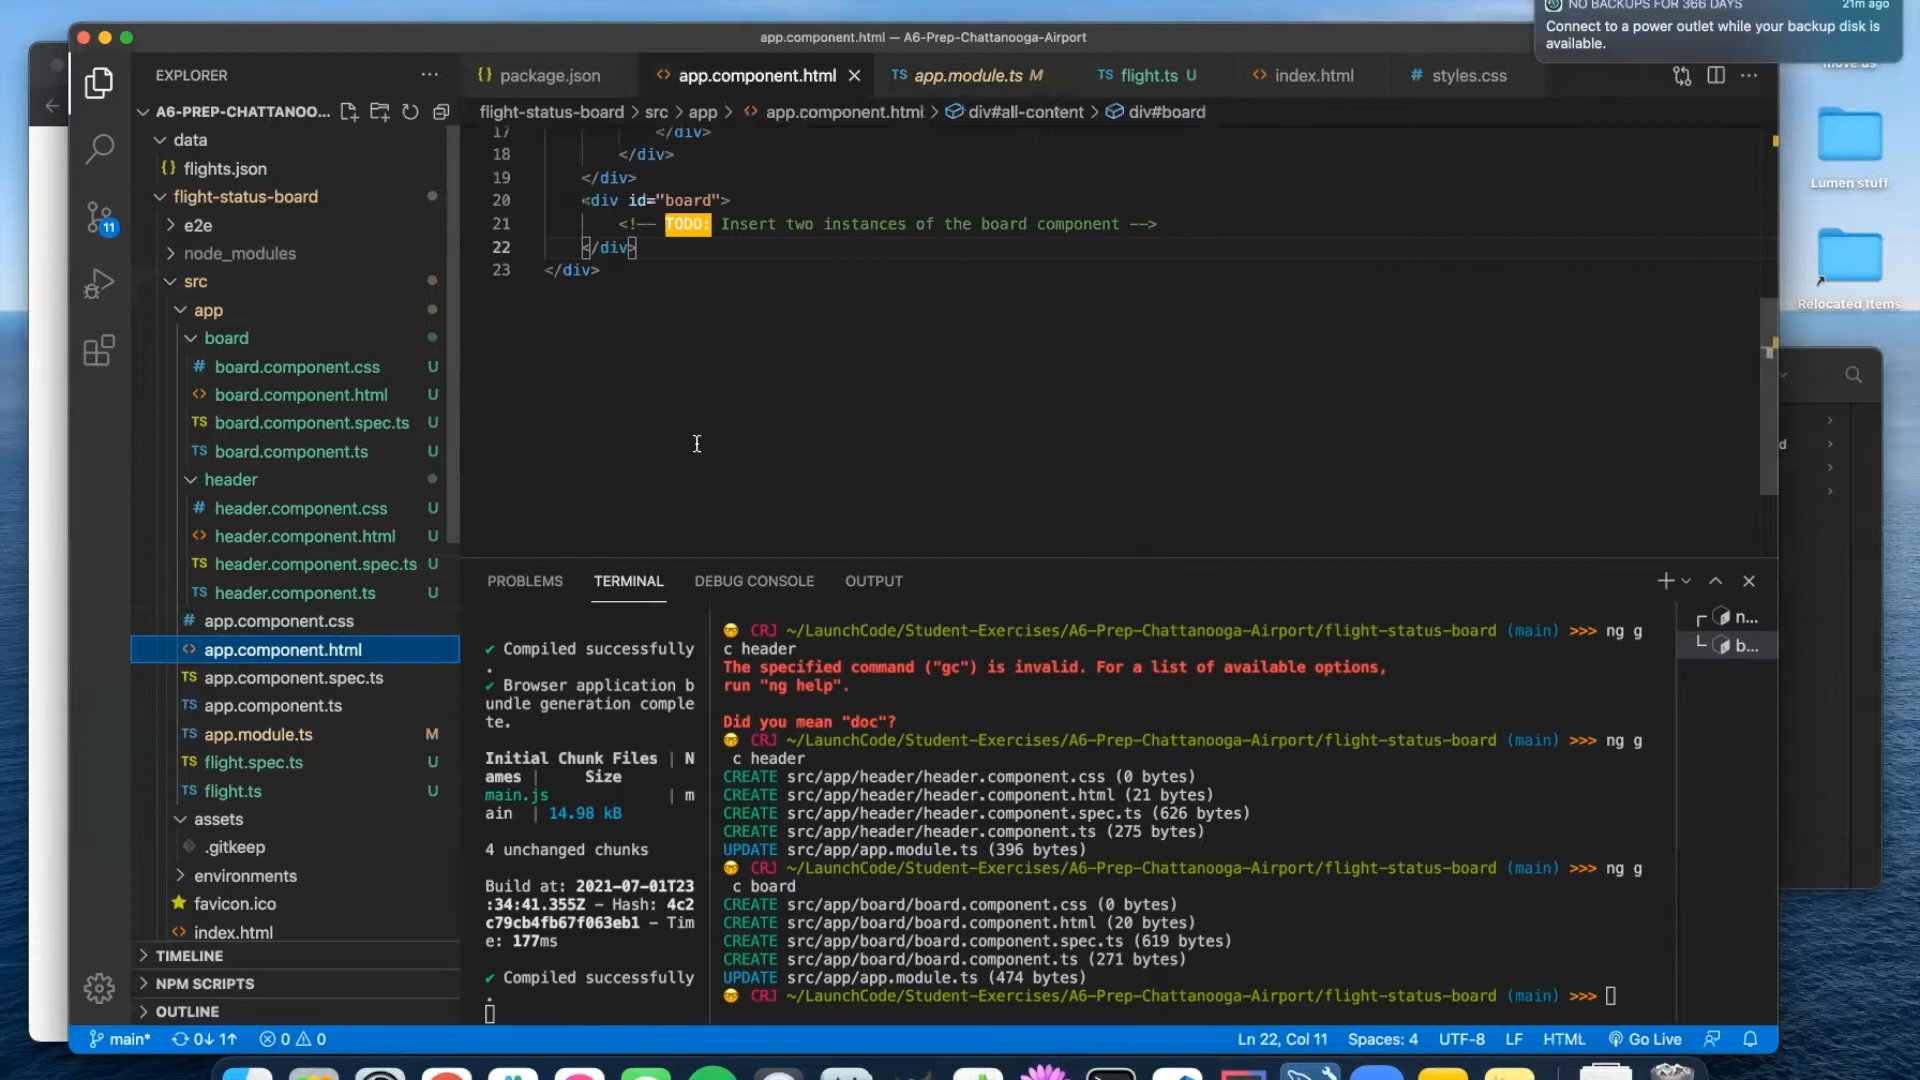 NO BACKUPS FOR 366 DAYS
21m ago
Connect to a power outlet while your backup disk is
available.
app.component.html — A6-Prep-Chattanooga-Airport
EXPLORER
package.json
app.component.html
TS app.module.ts M
TS flight.ts U
index.html
# styles.css
A6-PREP-CHATTANOO...
flight-status-board > src > app > app.component.html > div#all-content > div#board
data
flights.json
flight-status-board
e2e
node_modules
src
app
board
# board.component.css U
board.component.html U
TS board.component.spec.ts U
TS board.component.ts U
header
# header.component.css U
header.component.html U
TS header.component.spec.ts U
TS header.component.ts U
# app.component.css
app.component.html
TS app.component.spec.ts
TS app.component.ts
TS app.module.ts M
TS flight.spec.ts U
TS flight.ts U
assets
.gitkeep
environments
favicon.ico
index.html
TIMELINE
NPM SCRIPTS
OUTLINE
11
17 </div>
18 </div>
19 </div>
20 <div id="board">
21 <!-- TODO: Insert two instances of the board component -->
22 </div>
23 </div>
PROBLEMS
TERMINAL
DEBUG CONSOLE
OUTPUT
✔ Compiled successfully
.
✔ Browser application b
undle generation comple
te.
Initial Chunk Files | N
ames | Size
main.js | m
ain | 14.98 kB
4 unchanged chunks
Build at: 2021-07-01T23
:34:41.355Z - Hash: 4c2
c79cb4fb67f063eb1 - Tim
e: 177ms
✔ Compiled successfully
.
CRJ ~/LaunchCode/Student-Exercises/A6-Prep-Chattanooga-Airport/flight-status-board (main) >>> ng g
c header
The specified command ("gc") is invalid. For a list of available options,
run "ng help".
Did you mean "doc"?
CRJ ~/LaunchCode/Student-Exercises/A6-Prep-Chattanooga-Airport/flight-status-board (main) >>> ng g
c header
CREATE src/app/header/header.component.css (0 bytes)
CREATE src/app/header/header.component.html (21 bytes)
CREATE src/app/header/header.component.spec.ts (626 bytes)
CREATE src/app/header/header.component.ts (275 bytes)
UPDATE src/app/app.module.ts (396 bytes)
CRJ ~/LaunchCode/Student-Exercises/A6-Prep-Chattanooga-Airport/flight-status-board (main) >>> ng g
c board
CREATE src/app/board/board.component.css (0 bytes)
CREATE src/app/board/board.component.html (20 bytes)
CREATE src/app/board/board.component.spec.ts (619 bytes)
CREATE src/app/board/board.component.ts (271 bytes)
UPDATE src/app/app.module.ts (474 bytes)
CRJ ~/LaunchCode/Student-Exercises/A6-Prep-Chattanooga-Airport/flight-status-board (main) >>>
n...
b...
Lumen stuff
Relocated Items
d
main*
0↓ 1↑
0
0
Ln 22, Col 11
Spaces: 4
UTF-8
LF
HTML
Go Live